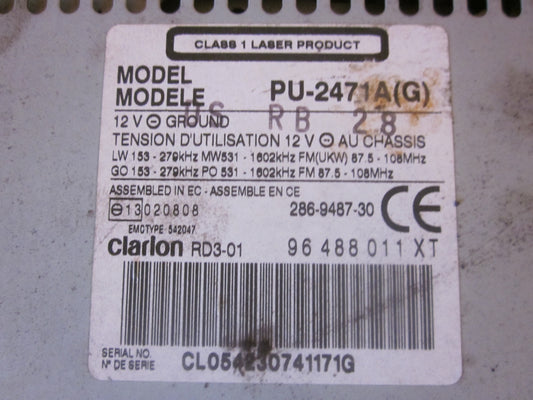 CLASS 1 LASER PRODUCT
MODEL
MODELE PU-2471A(G)
US RB 28
12 V ⊖ GROUND
TENSION D'UTILISATION 12 V ⊖ AU CHASSIS
LW 153 - 279kHz MW531 - 1602kHz FM(UKW) 87.5 - 108MHz
GO 153 - 279kHz PO 531 - 1602kHz FM 87.5 - 108MHz
ASSEMBLED IN EC - ASSEMBLE EN CE
13 020808 286-9487-30 CE
EMCTYPE 542047
clarion RD3-01 96 488 011 XT
SERIAL NO.
N° DE SERIE CL054230741171G